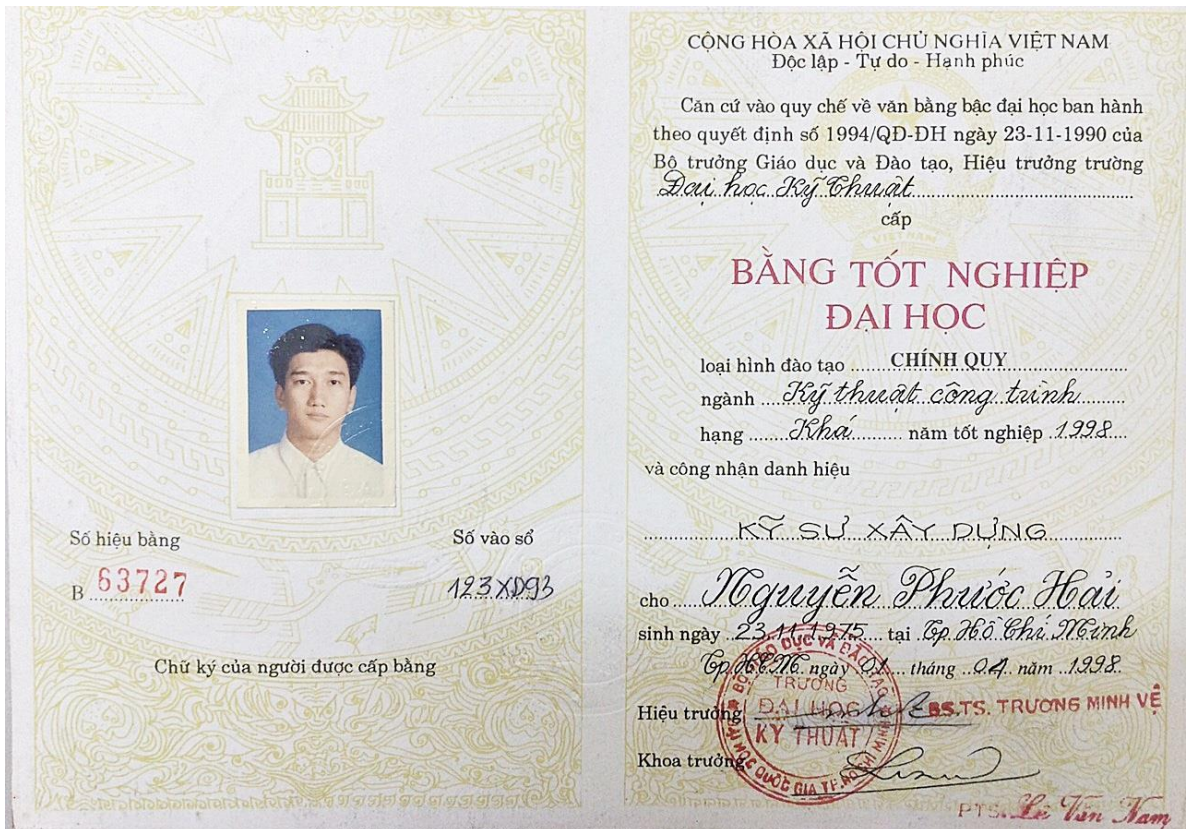 Số hiệu bằng
B 63727
Số vào sổ
123XD93
Chữ ký của người được cấp bằng
CỘNG HÒA XÃ HỘI CHỦ NGHĨA VIỆT NAM
Độc lập - Tự do - Hạnh phúc
Căn cứ vào quy chế về văn bằng bậc đại học ban hành
theo quyết định số 1994/QĐ-ĐH ngày 23-11-1990 của
Bộ trưởng Giáo dục và Đào tạo, Hiệu trưởng trường
Đại học Kỹ Thuật
cấp
BẰNG TỐT NGHIỆP
ĐẠI HỌC
loại hình đào tạo CHÍNH QUY
ngành Kỹ thuật công trình
hạng Khá năm tốt nghiệp 1998
và công nhận danh hiệu
KỸ SƯ XÂY DỰNG
cho Nguyễn Phước Hải
sinh ngày 23.11.1975 tại Tp. Hồ Chí Minh
Tp.HCM. ngày 01 tháng 04 năm 1998
Hiệu trưởng TRƯƠNG MINH VỆ
Khoa trưởng
PTS. Lê Văn Nam
TRƯỜNG
ĐẠI HỌC
KỸ THUẬT